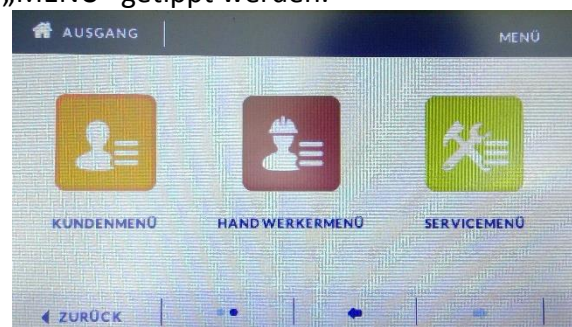 „MENÜ“ getippt werden.
AUSGANG
MENÜ
KUNDENMENÜ HANDWERKERMENÜ SERVICEMENÜ
ZURÜCK